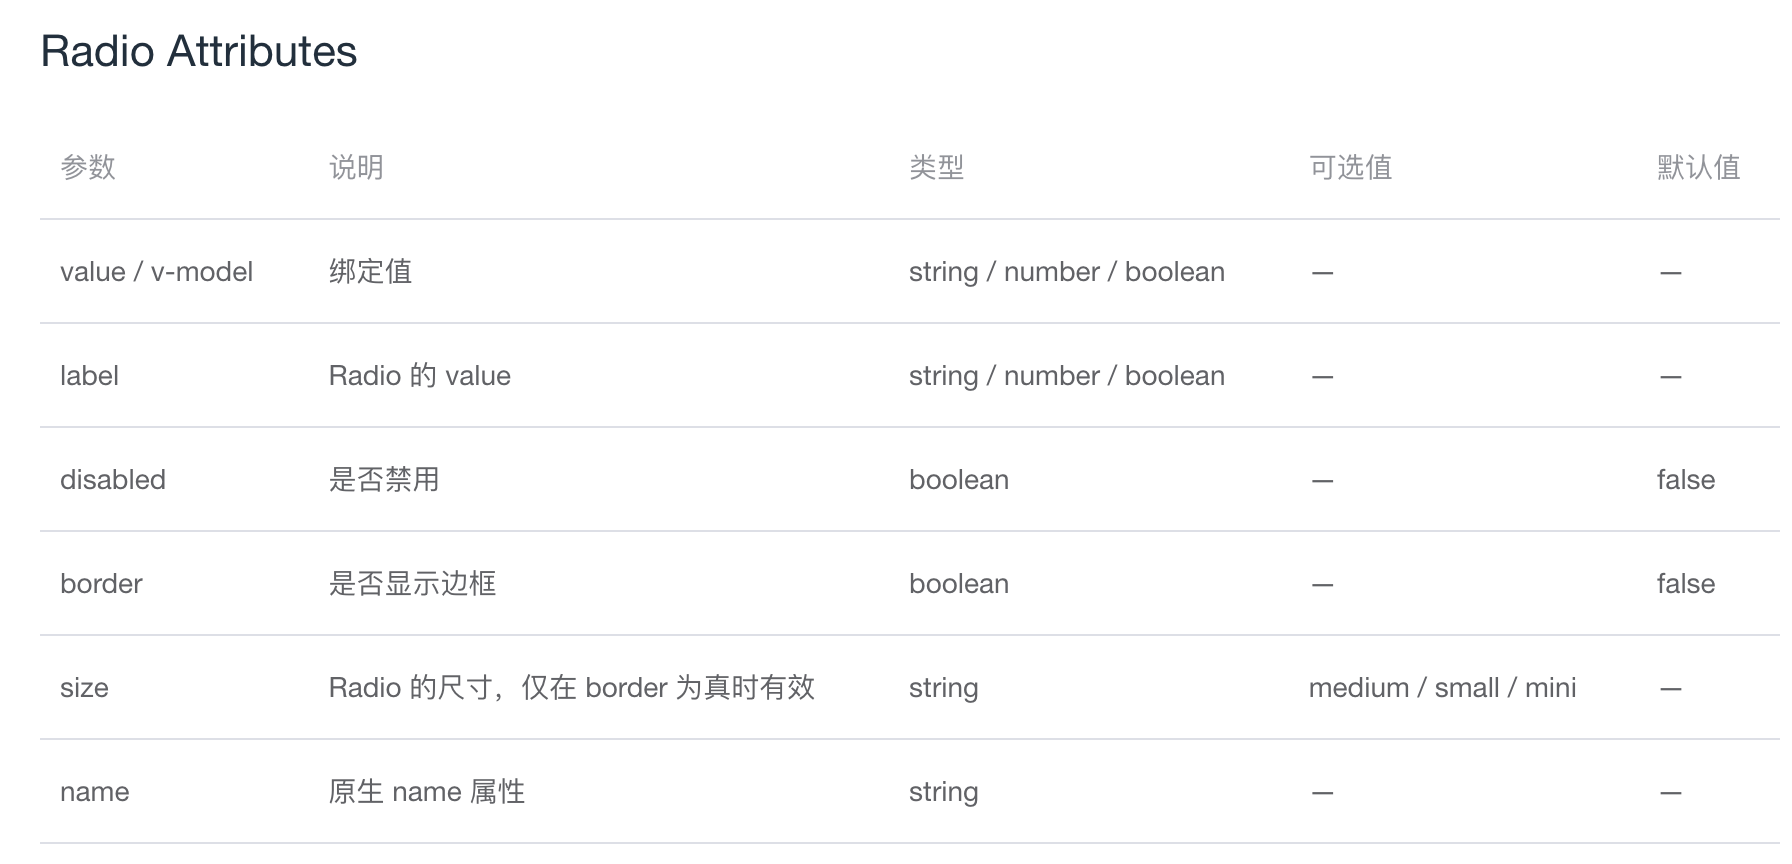 Radio Attributes
参数 说明 类型 可选值 默认值
value / v-model 绑定值 string / number / boolean — —
label Radio 的 value string / number / boolean — —
disabled 是否禁用 boolean — false
border 是否显示边框 boolean — false
size Radio 的尺寸，仅在 border 为真时有效 string medium / small / mini —
name 原生 name 属性 string — —